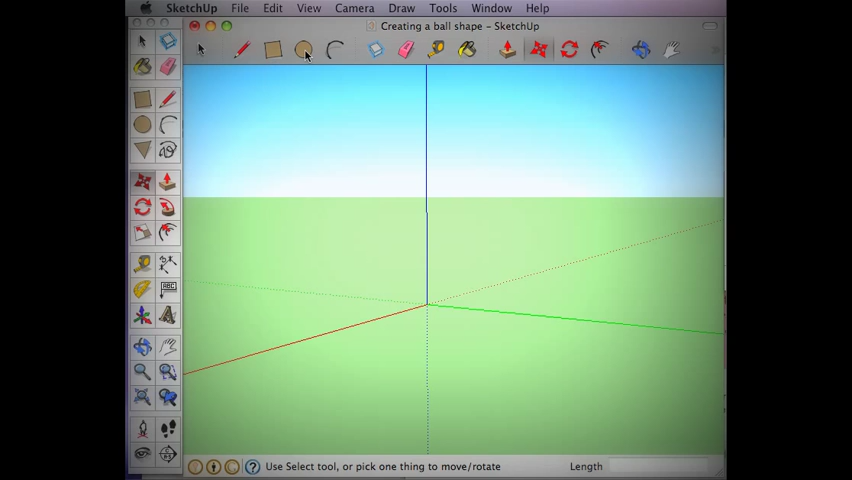 SketchUp File Edit View Camera Draw Tools Window Help
Creating a ball shape - SketchUp
ABC
A
Use Select tool, or pick one thing to move/rotate Length